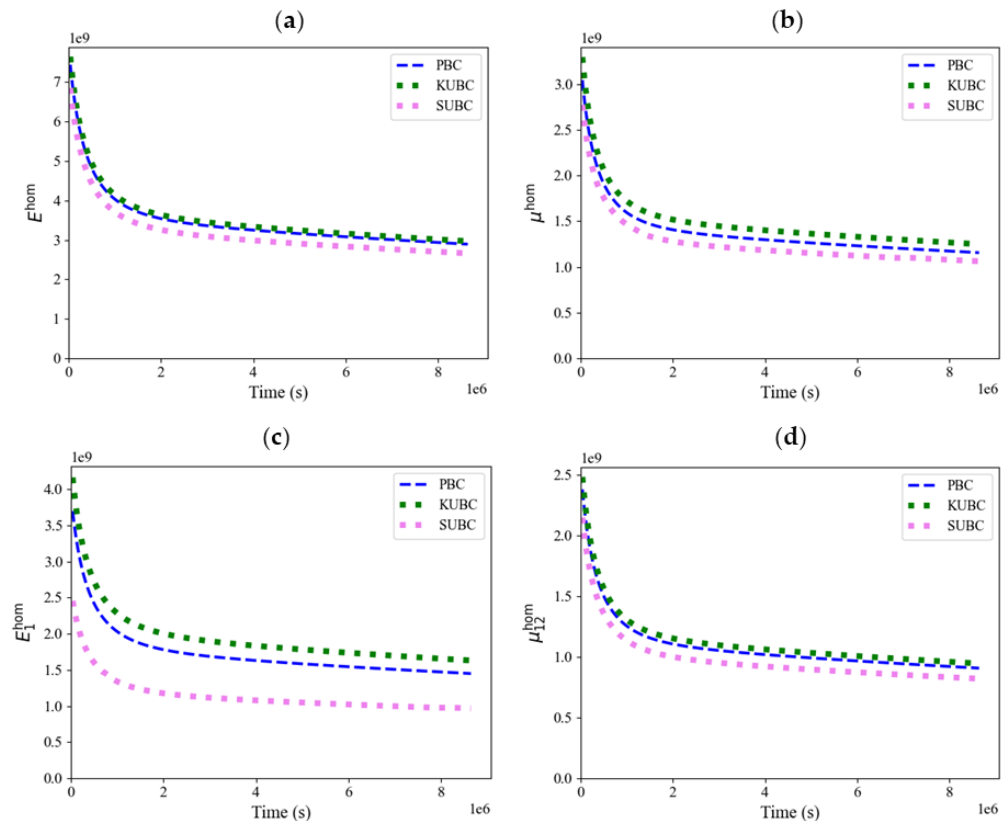 (a)
1e9
7
6
5
4
3
2
1
0
E^hom
PBC
KUBC
SUBC
0 2 4 6 8
Time (s)
1e6
(b)
1e9
3.0
2.5
2.0
1.5
1.0
0.5
0.0
μ^hom
PBC
KUBC
SUBC
0 2 4 6 8
Time (s)
1e6
(c)
1e9
4.0
3.5
3.0
2.5
2.0
1.5
1.0
0.5
0.0
E_1^hom
PBC
KUBC
SUBC
0 2 4 6 8
Time (s)
1e6
(d)
1e9
2.5
2.0
1.5
1.0
0.5
0.0
μ_12^hom
PBC
KUBC
SUBC
0 2 4 6 8
Time (s)
1e6